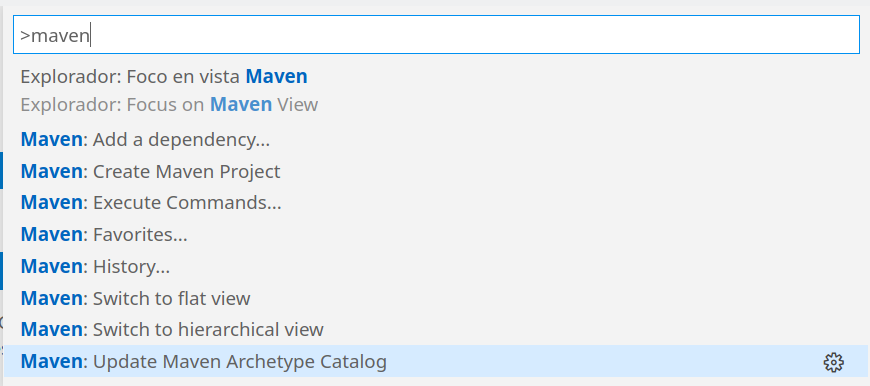 >maven
Explorador: Foco en vista Maven
Explorador: Focus on Maven View
Maven: Add a dependency...
Maven: Create Maven Project
Maven: Execute Commands...
Maven: Favorites...
Maven: History...
Maven: Switch to flat view
Maven: Switch to hierarchical view
Maven: Update Maven Archetype Catalog